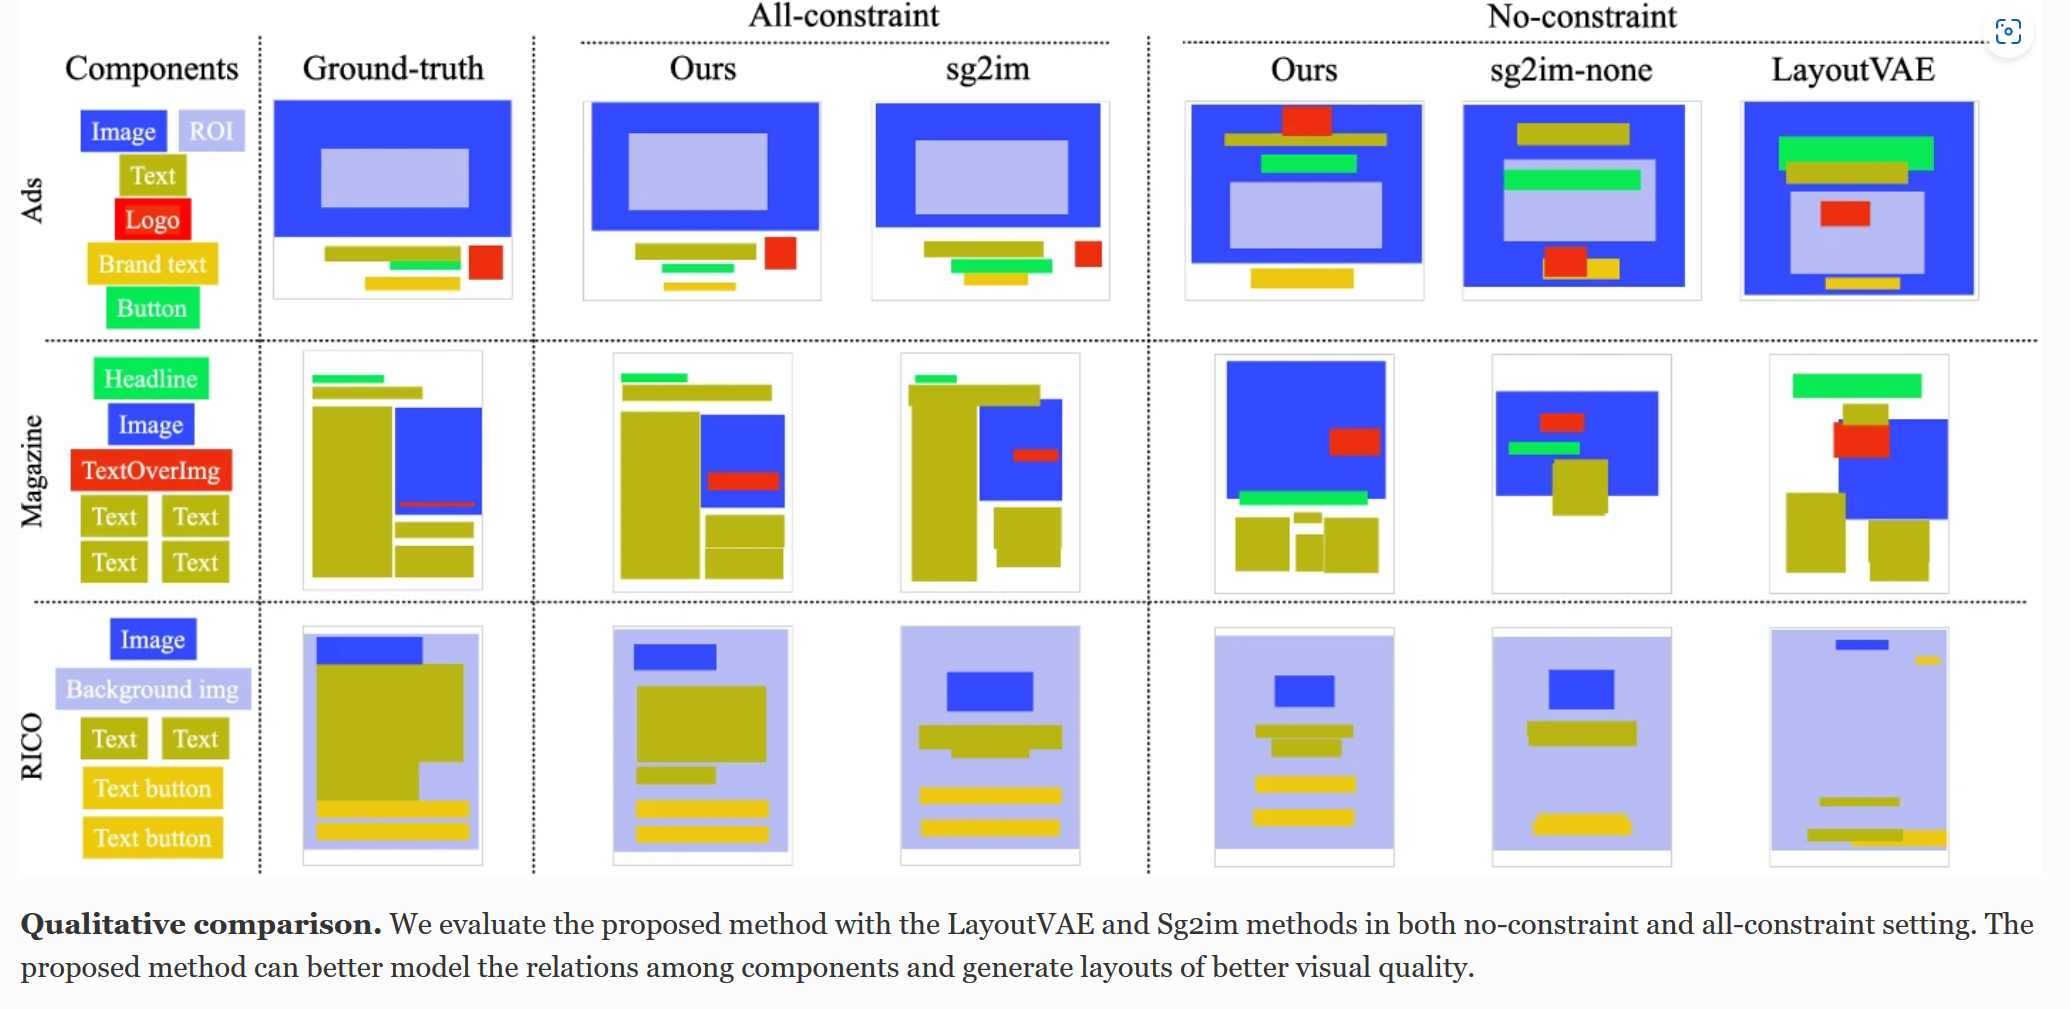 All-constraint No-constraint
Components Ground-truth Ours sg2im Ours sg2im-none LayoutVAE
Ads
Image ROI
Text
Logo
Brand text
Button
Magazine
Headline
Image
TextOverImg
Text Text
Text Text
RICO
Image
Background img
Text Text
Text button
Text button
Qualitative comparison. We evaluate the proposed method with the LayoutVAE and Sg2im methods in both no-constraint and all-constraint setting. The
proposed method can better model the relations among components and generate layouts of better visual quality.